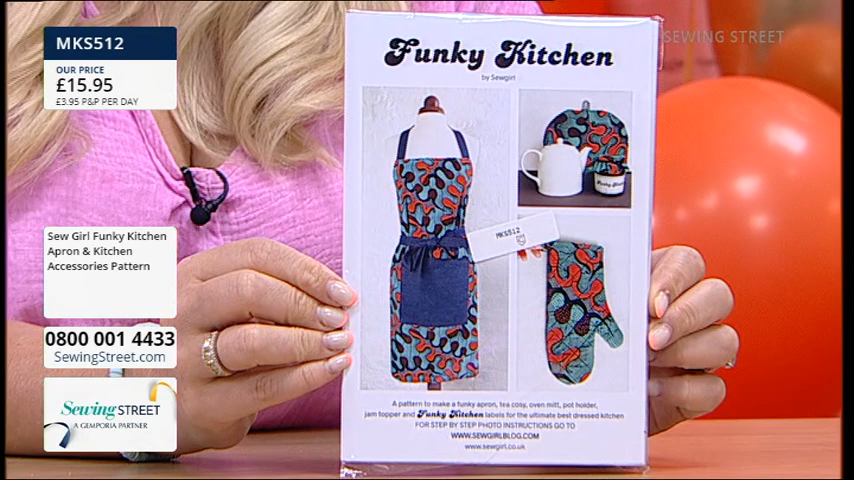 MKS512
OUR PRICE
£15.95
£3.95 P&P PER DAY
Sew Girl Funky Kitchen
Apron & Kitchen
Accessories Pattern
0800 001 4433
SewingStreet.com
Sewing STREET
A GEMPORIA PARTNER
SEWING STREET
Funky Kitchen
by Sewgirl
MKS512
Funky Kitchen
A pattern to make a funky apron, tea cosy, oven mitt, pot holder,
jam topper and Funky Kitchen labels for the ultimate best dressed kitchen
FOR STEP BY STEP PHOTO INSTRUCTIONS GO TO
WWW.SEWGIRLBLOG.COM
www.sewgirl.co.uk